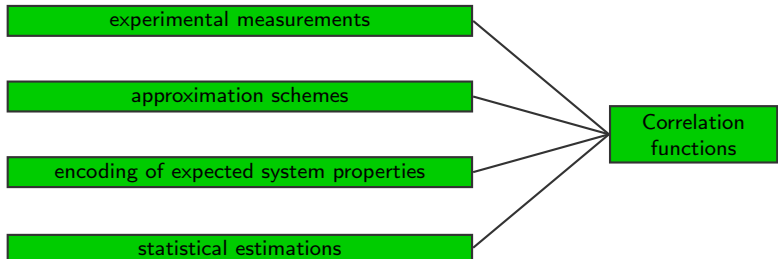 experimental measurements
approximation schemes
encoding of expected system properties
statistical estimations
Correlation
functions